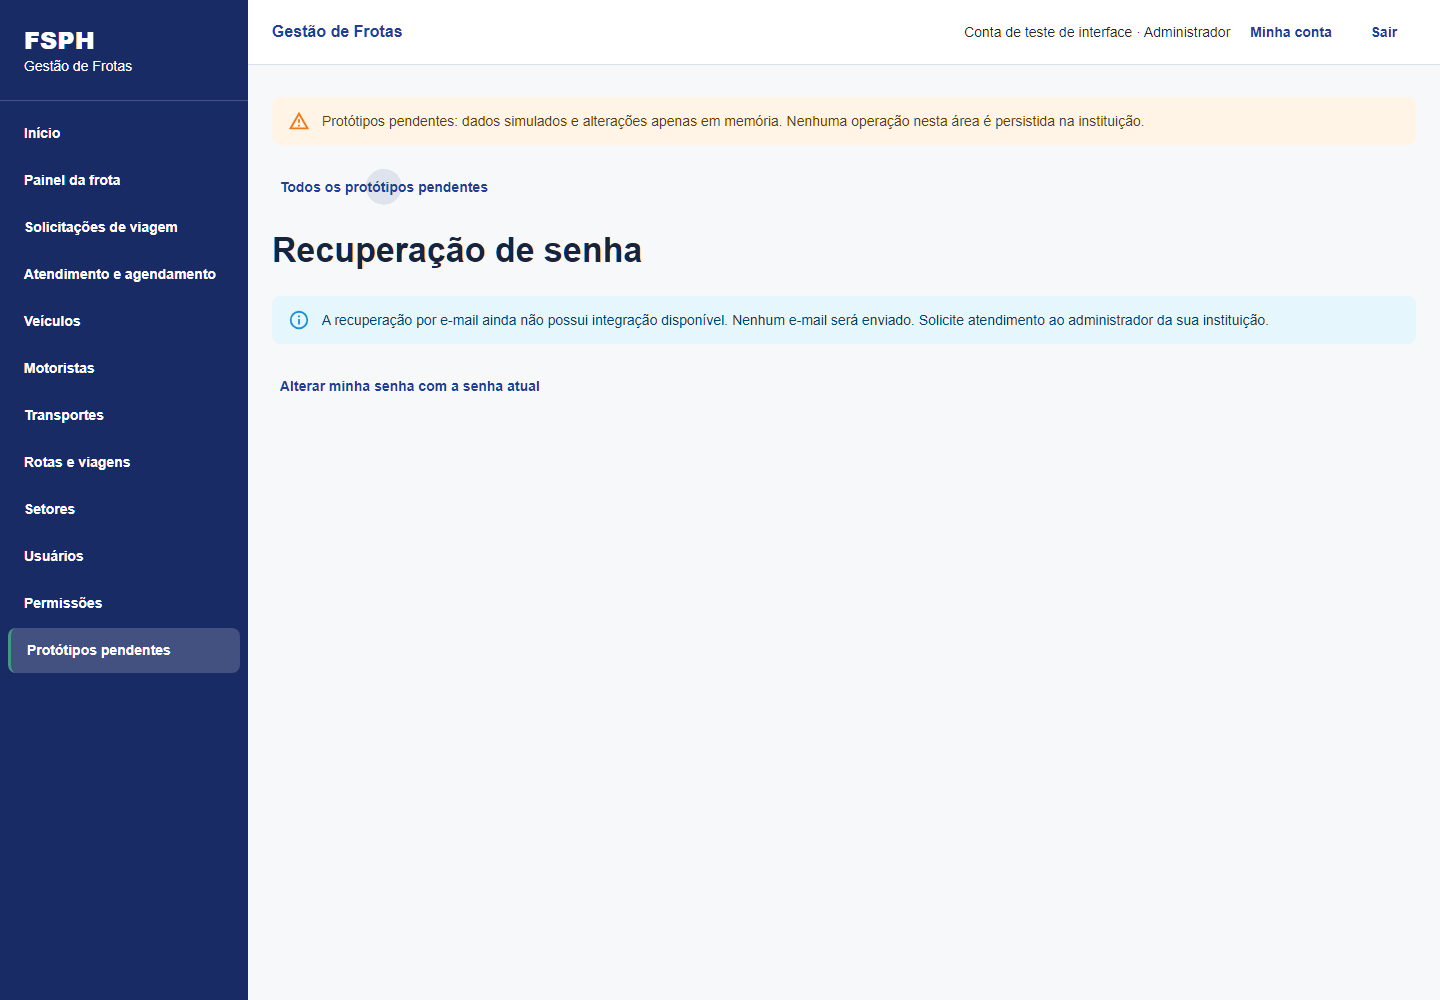 FSPH
Gestão de Frotas
Início
Painel da frota
Solicitações de viagem
Atendimento e agendamento
Veículos
Motoristas
Transportes
Rotas e viagens
Setores
Usuários
Permissões
Protótipos pendentes
Gestão de Frotas
Conta de teste de interface · Administrador
Minha conta
Sair
Protótipos pendentes: dados simulados e alterações apenas em memória. Nenhuma operação nesta área é persistida na instituição.
Todos os protótipos pendentes
Recuperação de senha
A recuperação por e-mail ainda não possui integração disponível. Nenhum e-mail será enviado. Solicite atendimento ao administrador da sua instituição.
Alterar minha senha com a senha atual